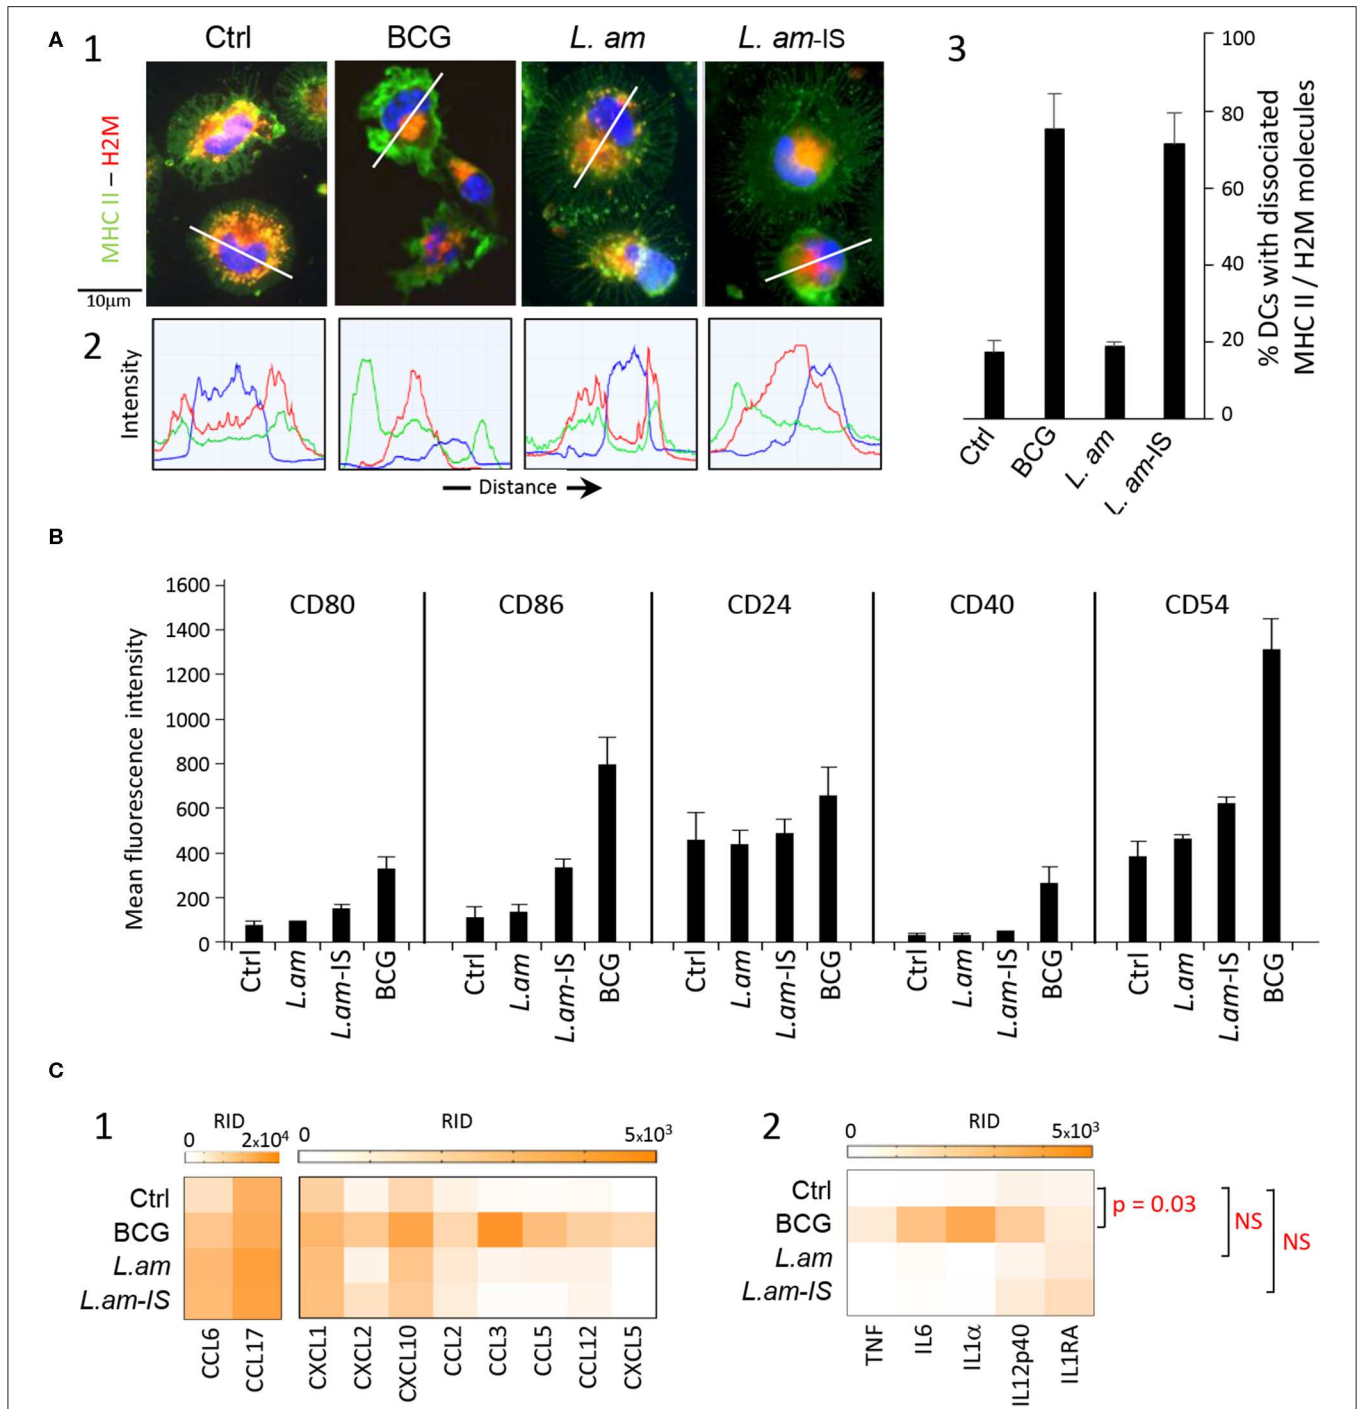 A
1
Ctrl
BCG
L. am
L. am-IS
MHC II – H2M
10µm
2
Intensity
Distance
3
100
80
60
40
20
0
% DCs with dissociated
MHC II / H2M molecules
Ctrl
BCG
L. am
L. am-IS
B
Mean fluorescence intensity
1600
1400
1200
1000
800
600
400
200
0
CD80
CD86
CD24
CD40
CD54
Ctrl
L.am
L.am-IS
BCG
Ctrl
L.am
L.am-IS
BCG
Ctrl
L.am
L.am-IS
BCG
Ctrl
L.am
L.am-IS
BCG
Ctrl
L.am
L.am-IS
BCG
C
1
RID
0 2x10⁴
RID
0 5x10³
Ctrl
BCG
L.am
L.am-IS
CCL6
CCL17
CXCL1
CXCL2
CXCL10
CCL2
CCL3
CCL5
CCL12
CXCL5
2
RID
0 5x10³
Ctrl
BCG
L.am
L.am-IS
TNF
IL6
IL1α
IL12p40
IL1RA
p = 0.03
NS
NS